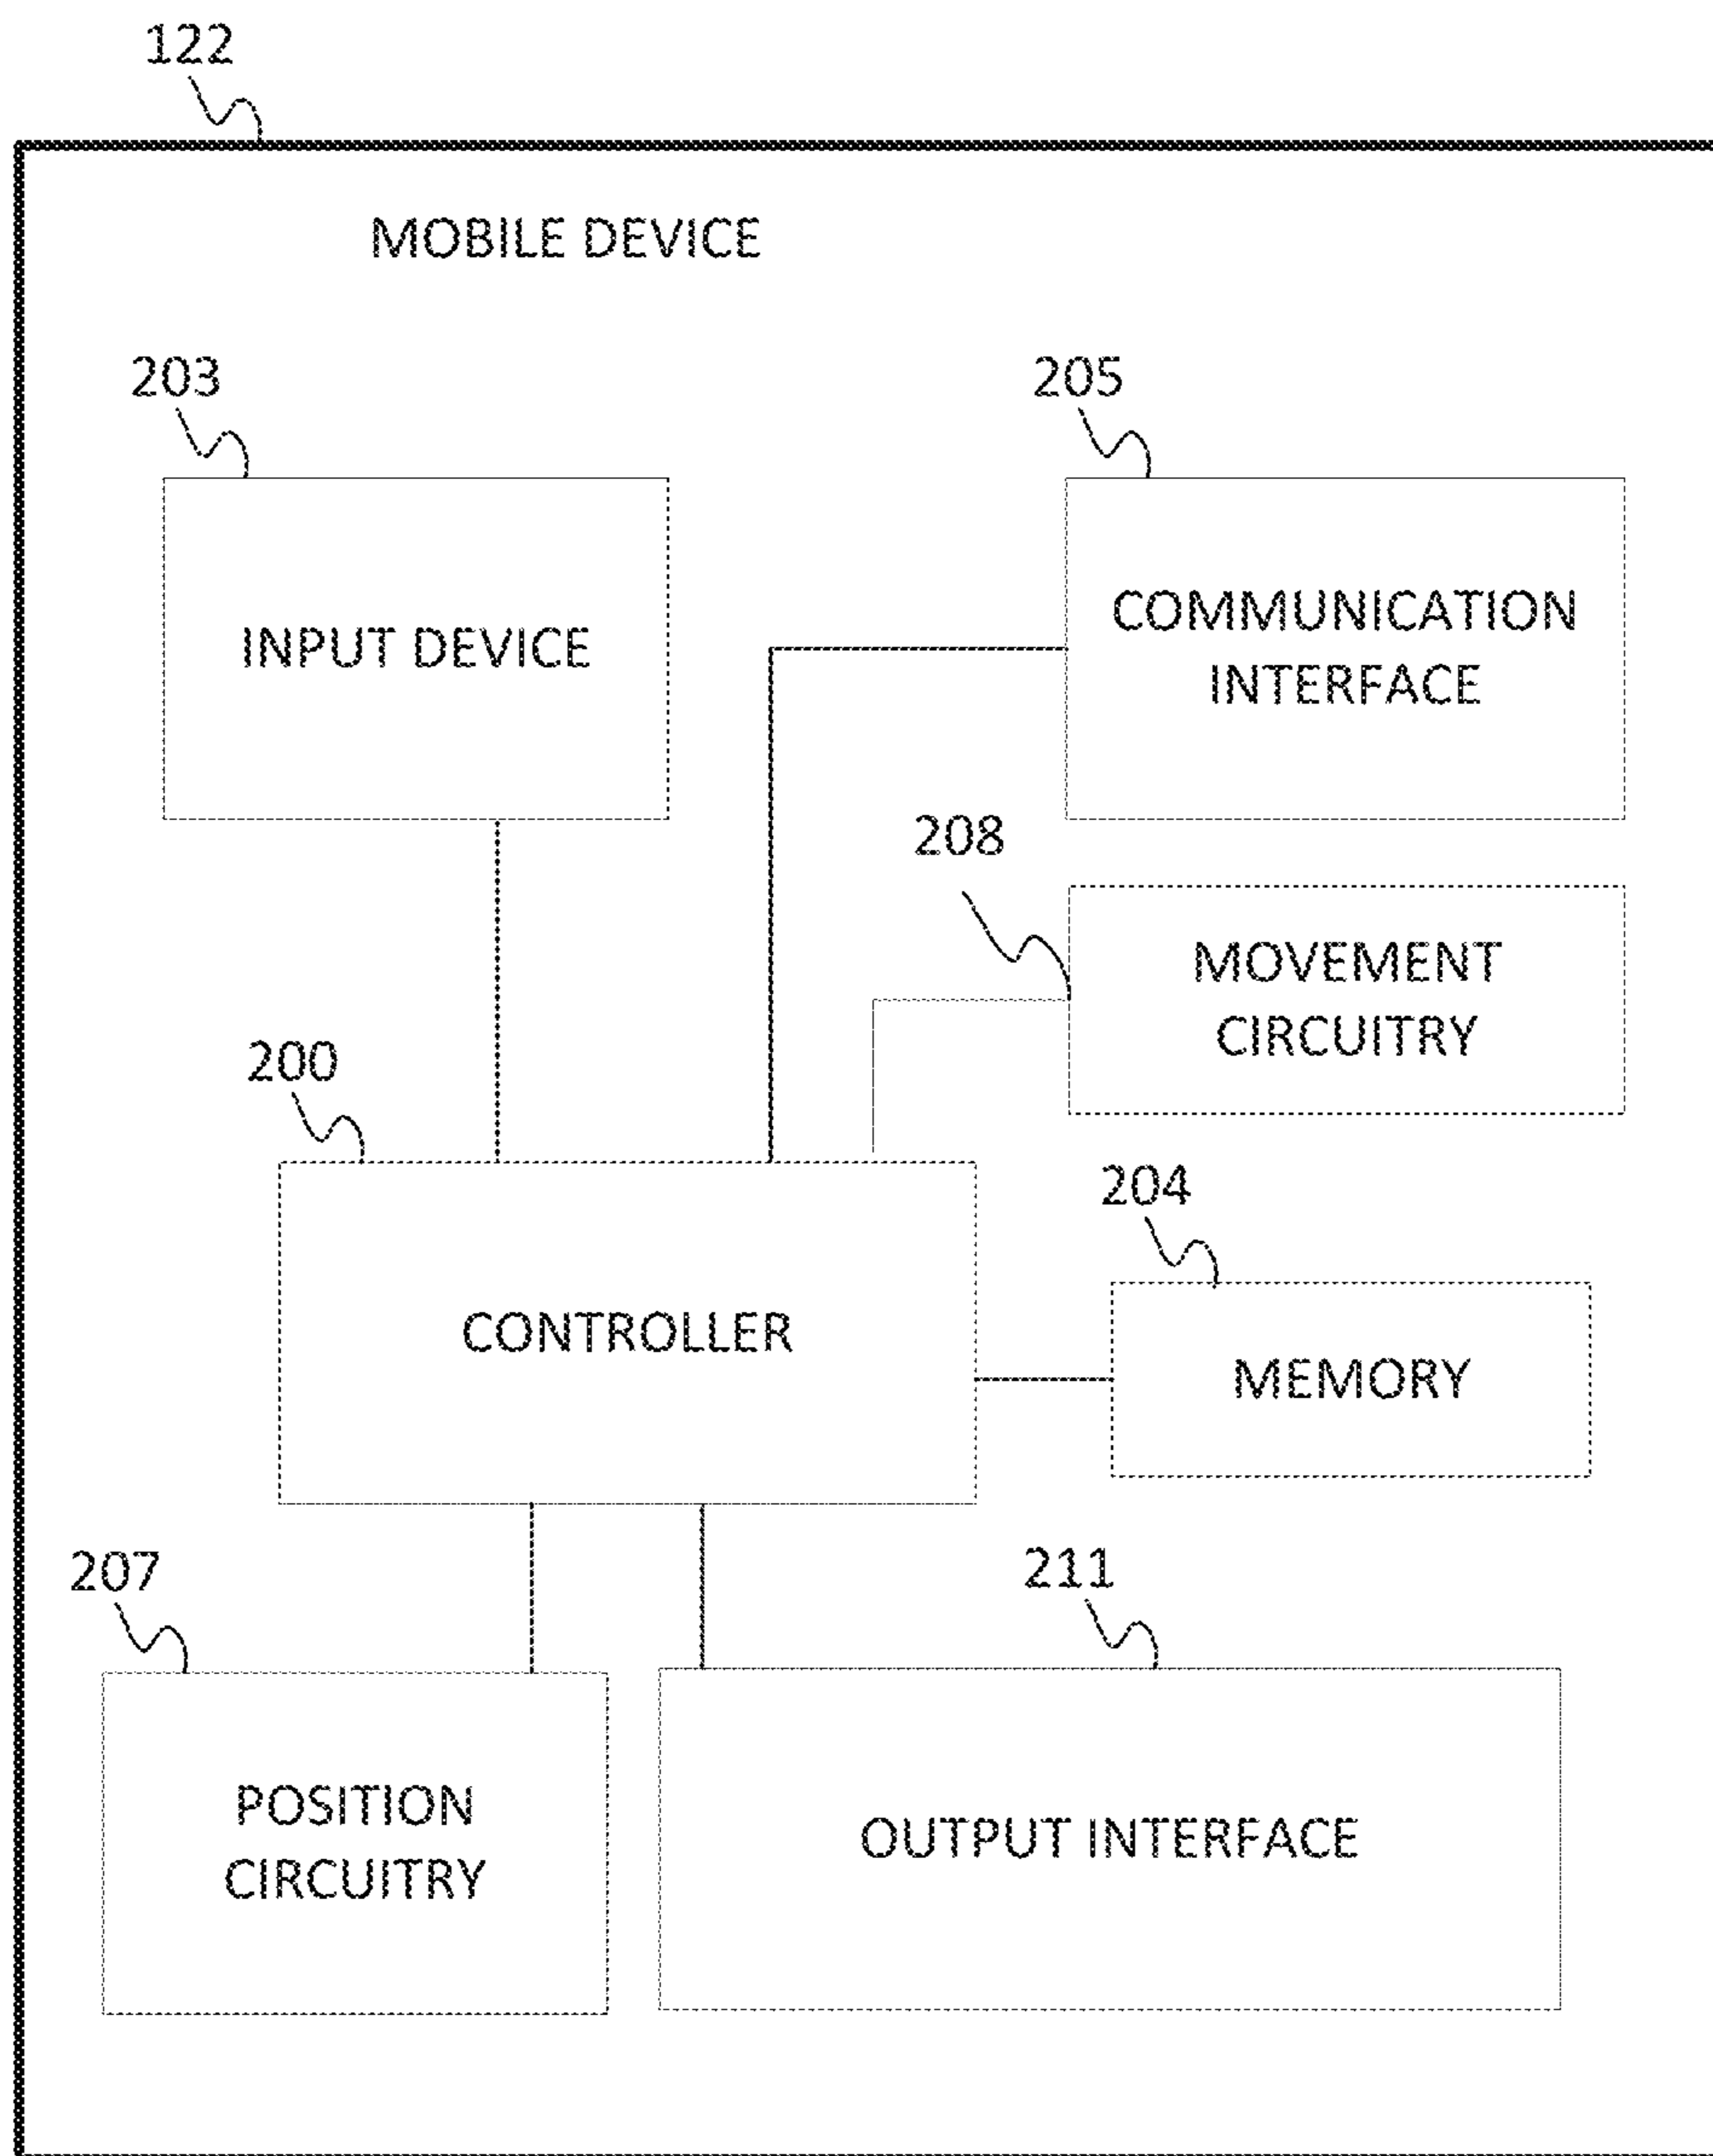 122
MOBILE DEVICE
203
205
INPUT DEVICE
COMMUNICATION
INTERFACE
208
MOVEMENT
CIRCUITRY
200
204
CONTROLLER
MEMORY
207
211
POSITION
CIRCUITRY
OUTPUT INTERFACE